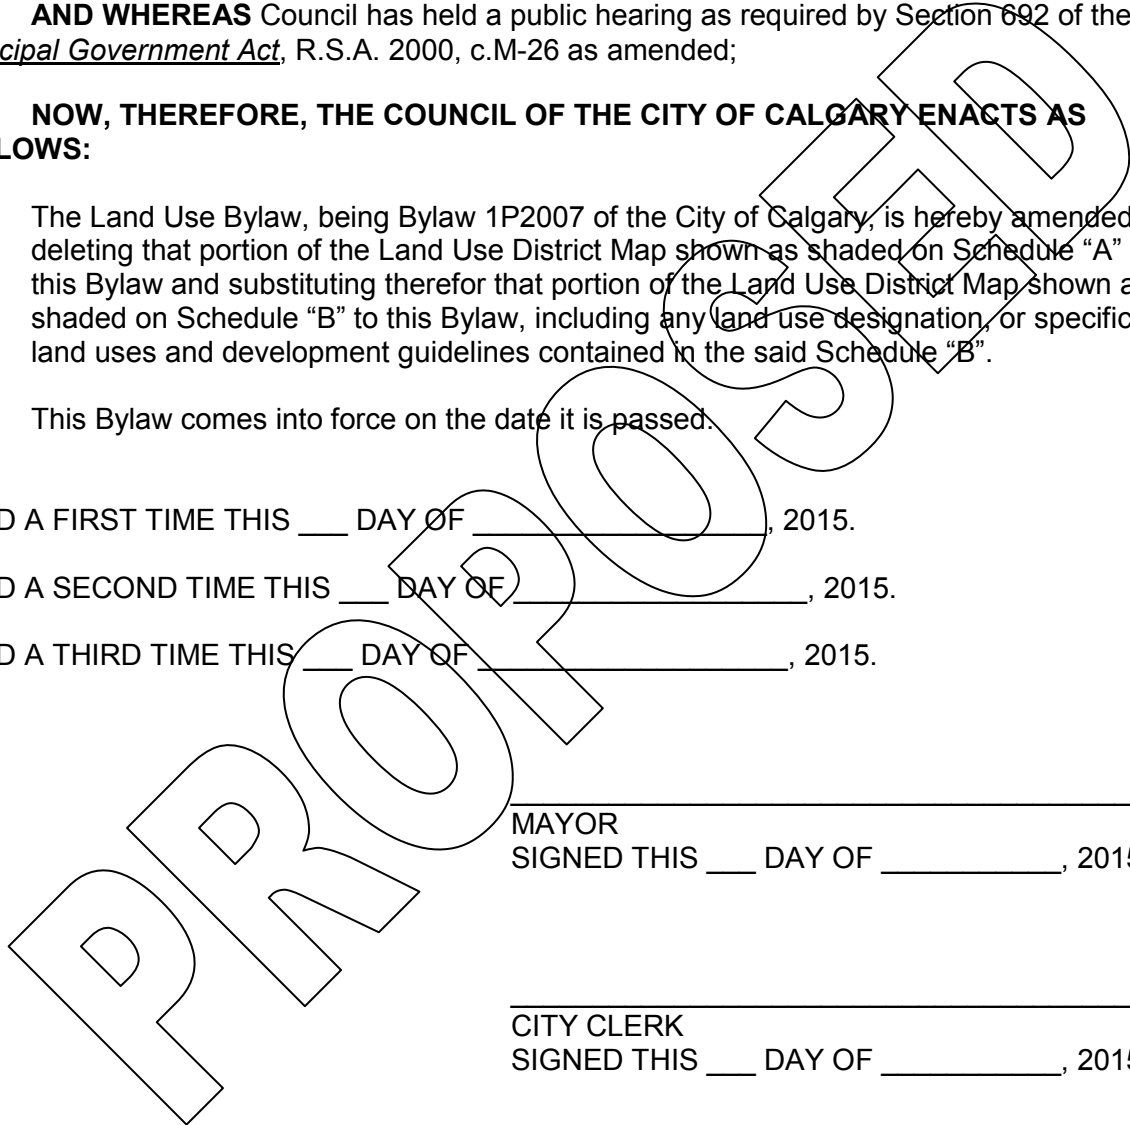 AND WHEREAS Council has held a public hearing as required by Section 692 of the
cipal Government Act, R.S.A. 2000, c.M-26 as amended;
NOW, THEREFORE, THE COUNCIL OF THE CITY OF CALGARY ENACTS AS
LOWS:
The Land Use Bylaw, being Bylaw 1P2007 of the City of Calgary, is hereby amended
deleting that portion of the Land Use District Map shown as shaded on Schedule “A”
this Bylaw and substituting therefor that portion of the Land Use District Map shown a
shaded on Schedule “B” to this Bylaw, including any land use designation, or specific
land uses and development guidelines contained in the said Schedule “B”.
This Bylaw comes into force on the date it is passed.
D A FIRST TIME THIS ___ DAY OF __________________, 2015.
D A SECOND TIME THIS ___ DAY OF __________________, 2015.
D A THIRD TIME THIS ___ DAY OF ___________________, 2015.
MAYOR
SIGNED THIS ___ DAY OF ___________, 2015
CITY CLERK
SIGNED THIS ___ DAY OF ___________, 2015
PROPOSED